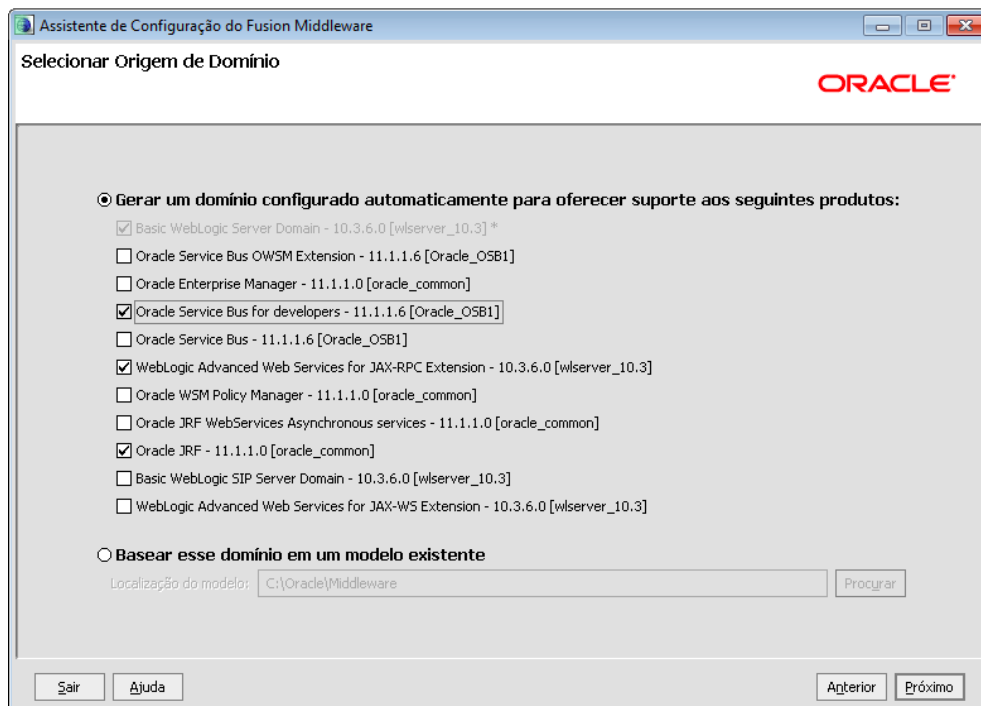 Assistente de Configuração do Fusion Middleware
Selecionar Origem de Domínio
ORACLE
Gerar um domínio configurado automaticamente para oferecer suporte aos seguintes produtos:
Basic WebLogic Server Domain - 10.3.6.0 [wlserver_10.3] *
Oracle Service Bus OWSM Extension - 11.1.1.6 [Oracle_OSB1]
Oracle Enterprise Manager - 11.1.1.0 [oracle_common]
Oracle Service Bus for developers - 11.1.1.6 [Oracle_OSB1]
Oracle Service Bus - 11.1.1.6 [Oracle_OSB1]
WebLogic Advanced Web Services for JAX-RPC Extension - 10.3.6.0 [wlserver_10.3]
Oracle WSM Policy Manager - 11.1.1.0 [oracle_common]
Oracle JRF WebServices Asynchronous services - 11.1.1.0 [oracle_common]
Oracle JRF - 11.1.1.0 [oracle_common]
Basic WebLogic SIP Server Domain - 10.3.6.0 [wlserver_10.3]
WebLogic Advanced Web Services for JAX-WS Extension - 10.3.6.0 [wlserver_10.3]
Basear esse domínio em um modelo existente
Localização do modelo: C:\Oracle\Middleware Procurar
Sair Ajuda Anterior Próximo